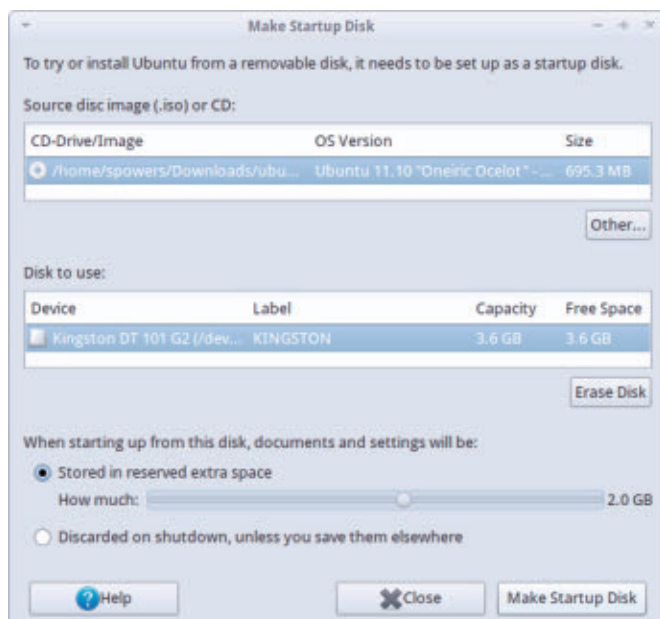 Make Startup Disk
To try or install Ubuntu from a removable disk, it needs to be set up as a startup disk.
Source disc image (.iso) or CD:
CD-Drive/Image OS Version Size
/home/spowers/Downloads/ubu... Ubuntu 11.10 "Oneiric Ocelot" - ... 695.3 MB
Other...
Disk to use:
Device Label Capacity Free Space
Kingston DT 101 G2 (/dev... KINGSTON 3.6 GB 3.6 GB
Erase Disk
When starting up from this disk, documents and settings will be:
Stored in reserved extra space
How much: 2.0 GB
Discarded on shutdown, unless you save them elsewhere
Help Close Make Startup Disk